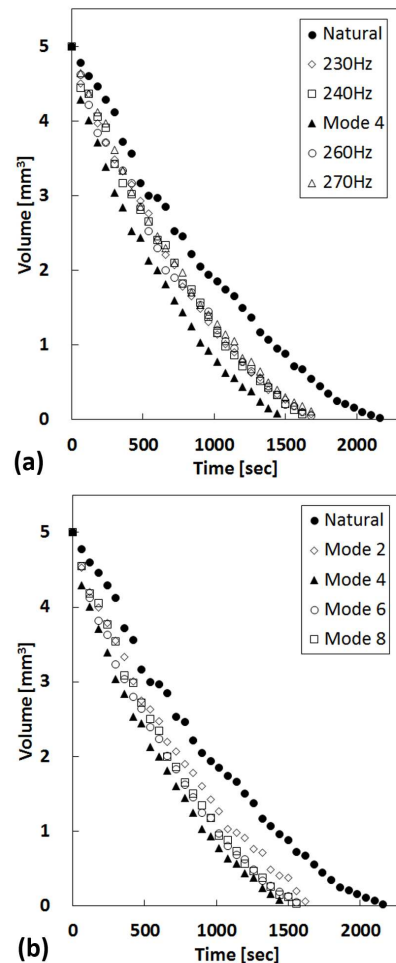 Natural
230Hz
240Hz
Mode 4
260Hz
270Hz
Volume [mm³]
6
5
4
3
2
1
0
0 500 1000 1500 2000
Time [sec]
(a)
Natural
Mode 2
Mode 4
Mode 6
Mode 8
Volume [mm³]
6
5
4
3
2
1
0
0 500 1000 1500 2000
Time [sec]
(b)